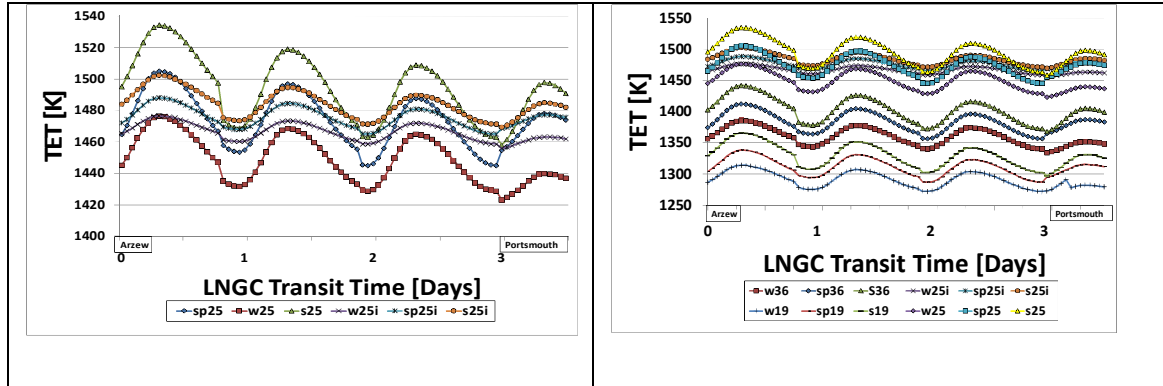 1540
1520
1500
1480
1460
1440
1420
1400
TET [K]
Arzew
Portsmouth
0 1 2 3
LNGC Transit Time [Days]
sp25 w25 s25 w25i sp25i s25i
1550
1500
1450
1400
1350
1300
1250
TET [K]
Arzew
Portsmouth
0 1 2 3
LNGC Transit Time [Days]
w36 sp36 S36 w25i sp25i s25i
w19 sp19 s19 w25 sp25 s25